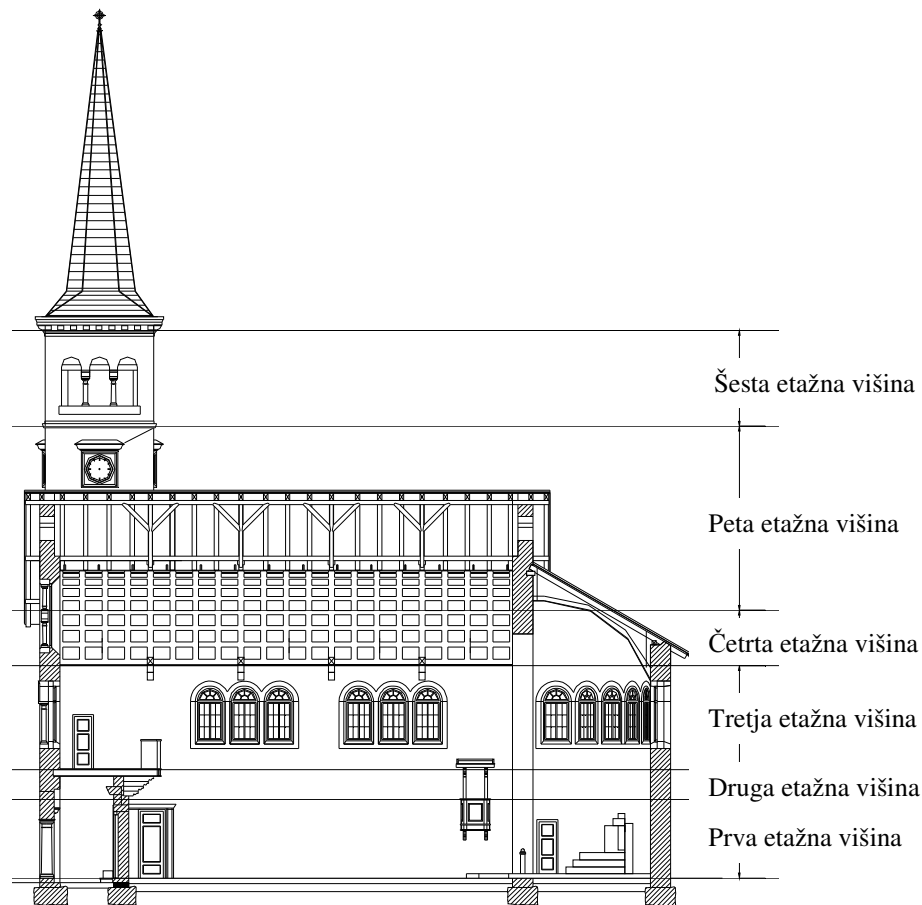 Šesta etažna višina
Peta etažna višina
Četrta etažna višina
Tretja etažna višina
Druga etažna višina
Prva etažna višina